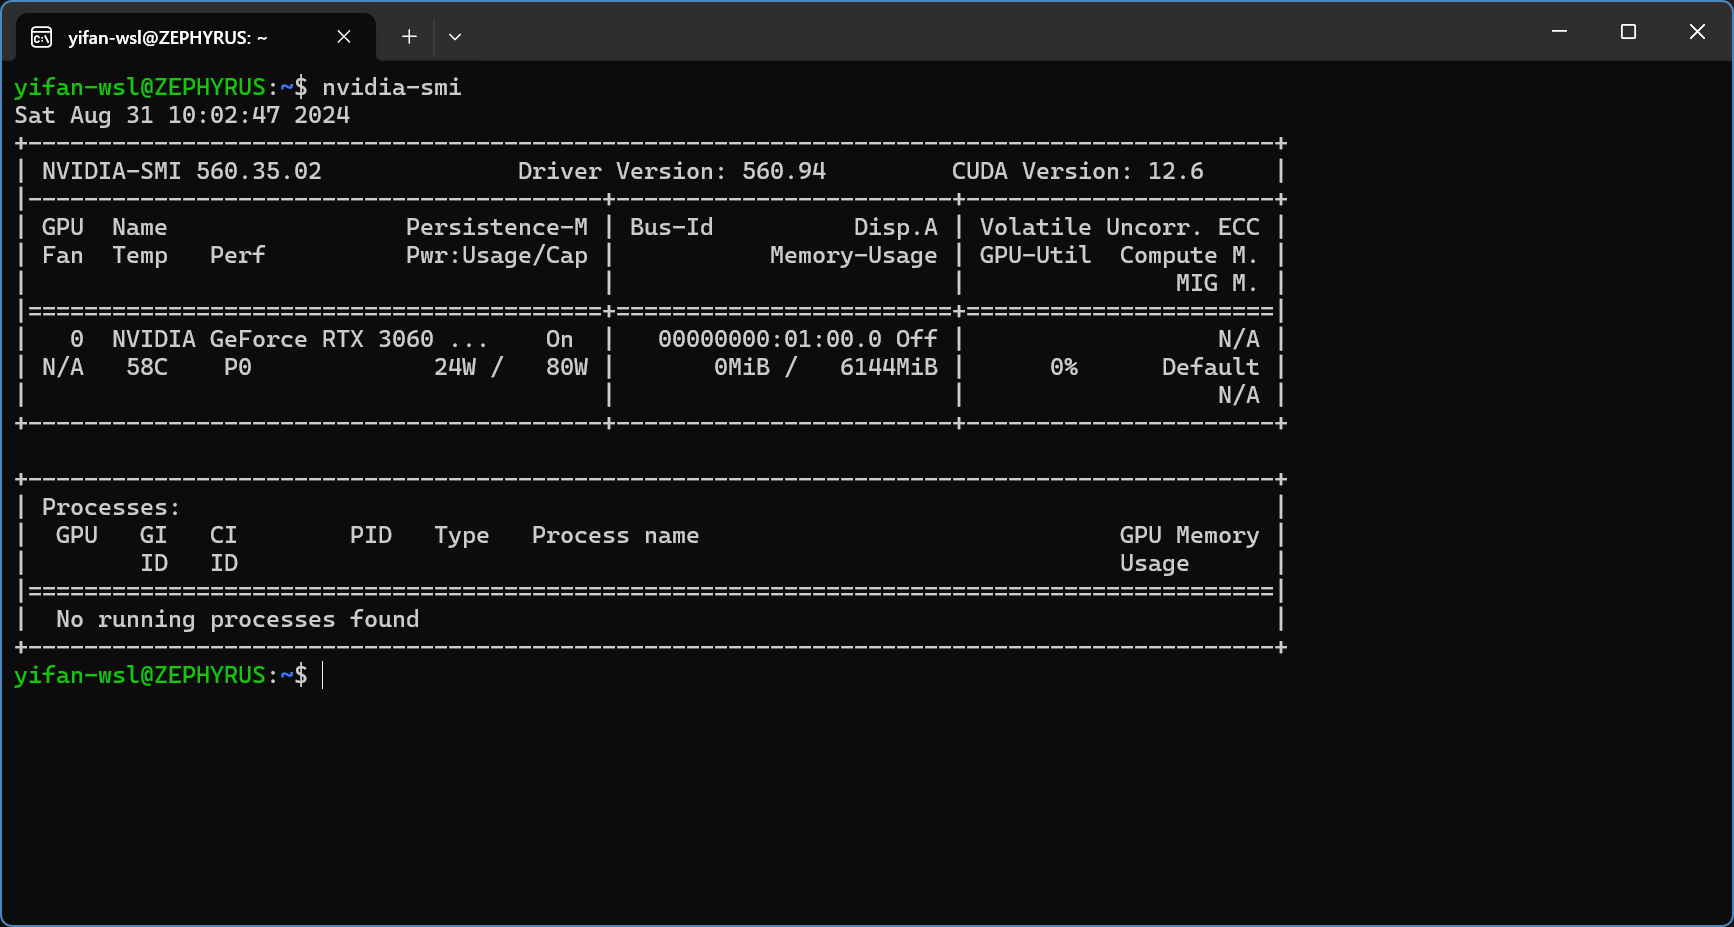 yifan-wsl@ZEPHYRUS: ~
yifan-wsl@ZEPHYRUS:~$ nvidia-smi
Sat Aug 31 10:02:47 2024
+-----------------------------------------------------------------------------------------+
| NVIDIA-SMI 560.35.02              Driver Version: 560.94         CUDA Version: 12.6     |
|-----------------------------------------+------------------------+----------------------+
| GPU  Name                 Persistence-M | Bus-Id          Disp.A | Volatile Uncorr. ECC |
| Fan  Temp   Perf          Pwr:Usage/Cap |           Memory-Usage | GPU-Util  Compute M. |
|                                         |                        |               MIG M. |
|=========================================+========================+======================|
|   0  NVIDIA GeForce RTX 3060 ...    On  |   00000000:01:00.0 Off |                  N/A |
| N/A   58C    P0             24W /   80W |       0MiB /   6144MiB |      0%      Default |
|                                         |                        |                  N/A |
+-----------------------------------------+------------------------+----------------------+
+-----------------------------------------------------------------------------------------+
| Processes:                                                                              |
|  GPU   GI   CI        PID   Type   Process name                              GPU Memory |
|        ID   ID                                                               Usage      |
|=========================================================================================|
|  No running processes found                                                             |
+-----------------------------------------------------------------------------------------+
yifan-wsl@ZEPHYRUS:~$